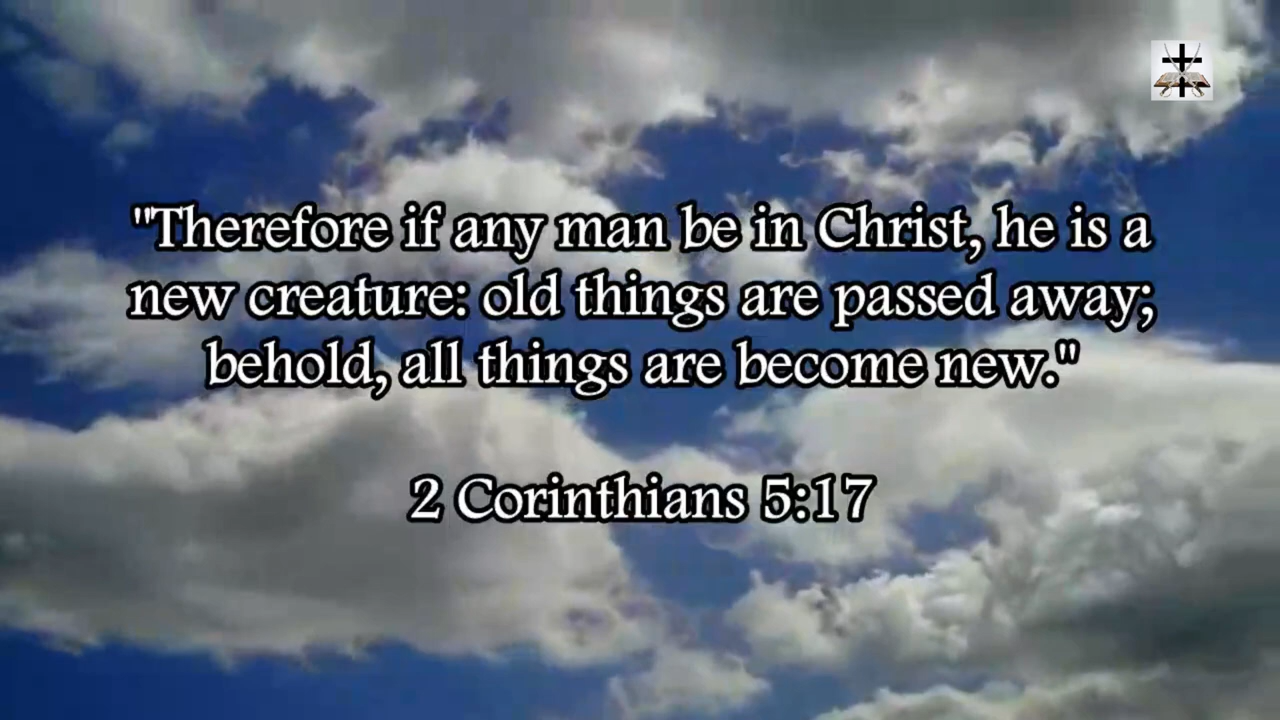 "Therefore if any man be in Christ, he is a
new creature: old things are passed away;
behold, all things are become new."
2 Corinthians 5:17